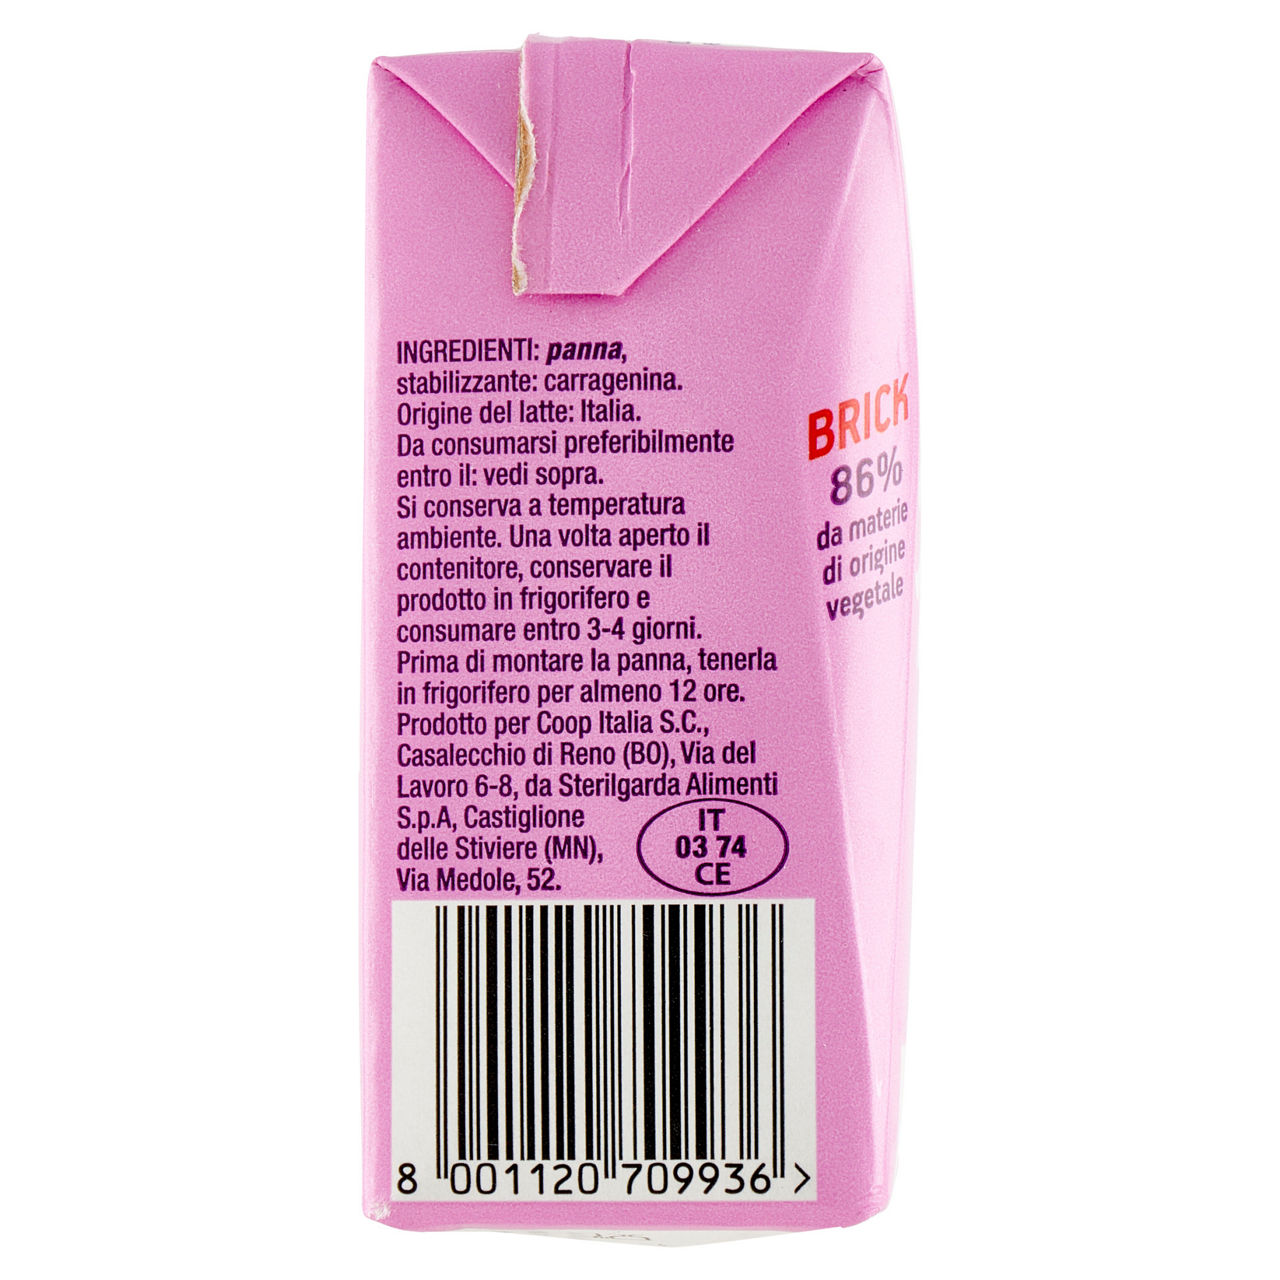 INGREDIENTI: panna,
stabilizzante: carragenina.
Origine del latte: Italia.
Da consumarsi preferibilmente
entro il: vedi sopra.
Si conserva a temperatura
ambiente. Una volta aperto il
contenitore, conservare il
prodotto in frigorifero e
consumare entro 3-4 giorni.
Prima di montare la panna, tenerla
in frigorifero per almeno 12 ore.
Prodotto per Coop Italia S.C.,
Casalecchio di Reno (BO), Via del
Lavoro 6-8, da Sterilgarda Alimenti
S.p.A, Castiglione
delle Stiviere (MN),
Via Medole, 52.
IT
03 74
CE
8 001120 709936 >
BRICK
86%
da materie
di origine
vegetale